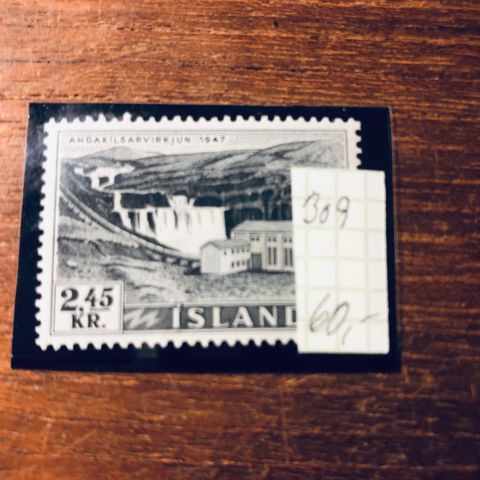 ANDAKÍLSÁRVIRKJUN 1947
309
2,45
KR.
ÍSLAND
60,-